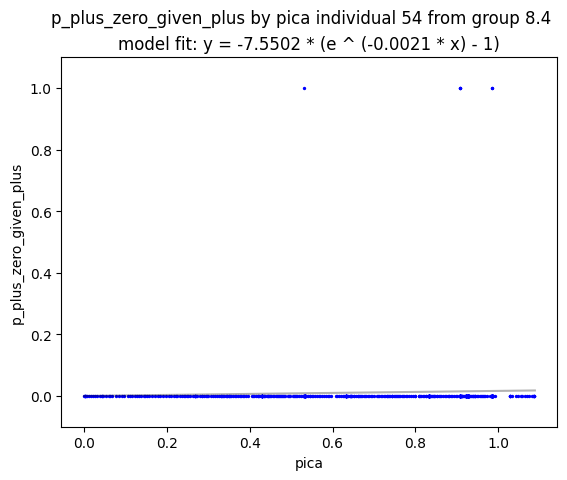 p_plus_zero_given_plus by pica individual 54 from group 8.4
model fit: y = -7.5502 * (e ^ (-0.0021 * x) - 1)
1.0
0.8
0.6
0.4
0.2
0.0
p_plus_zero_given_plus
0.0 0.2 0.4 0.6 0.8 1.0
pica